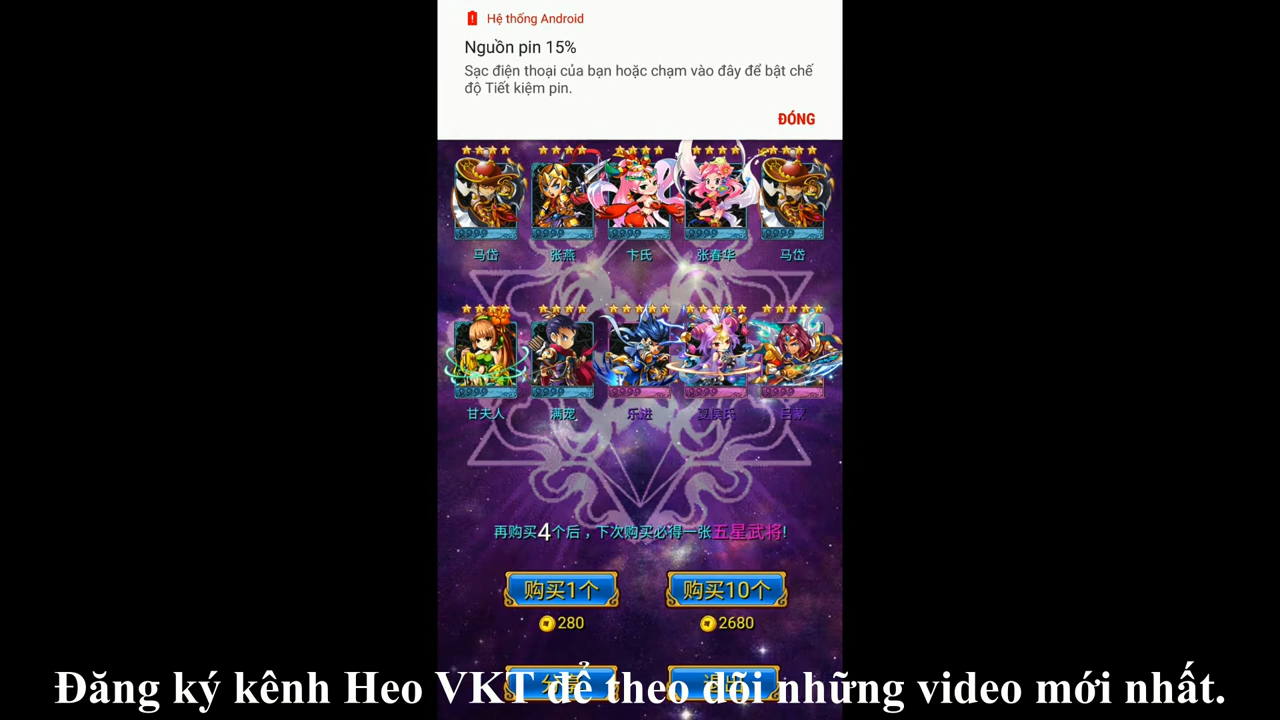 Hệ thống Android
Nguồn pin 15%
Sạc điện thoại của bạn hoặc chạm vào đây để bật chế
độ Tiết kiệm pin.
ĐÓNG
马岱 张燕 卞氏 张春华 马岱
甘夫人 满宠 乐进 夏侯氏 吕蒙
再购买4个后，下次购买必得一张五星武将!
购买1个 购买10个
280 2680
退出
Đăng ký kênh Heo VKT để theo dõi những video mới nhất.